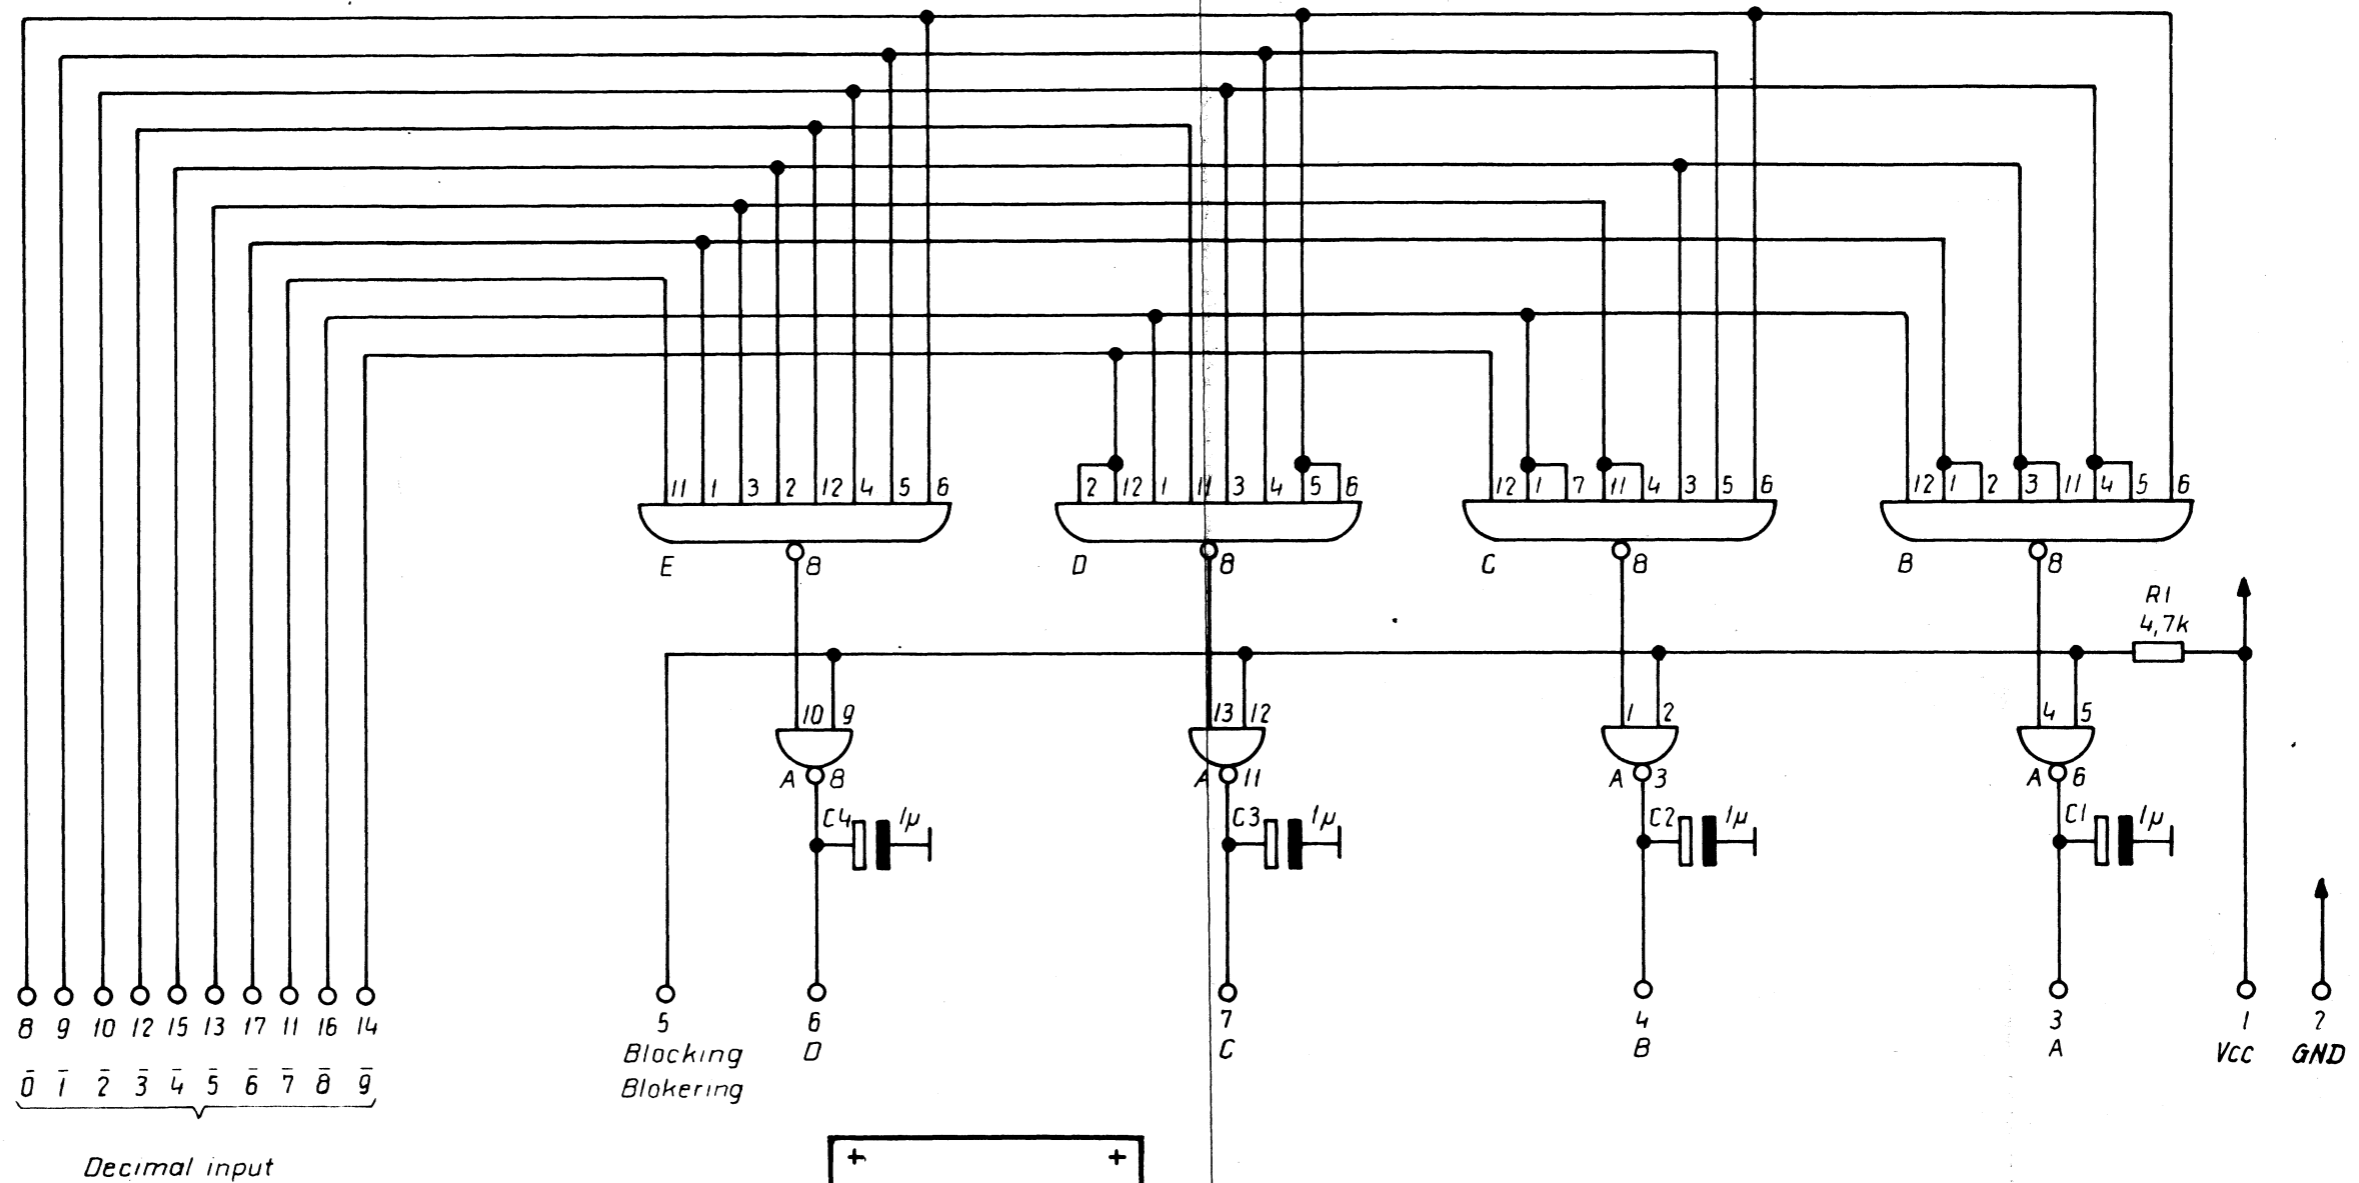 11 1 3 2 12 4 5 6
2 12 1 11 3 4 5 6
12 1 7 11 4 3 5 6
12 1 2 3 11 4 5 6
E 8
D 8
C 8
B 8
R1
4,7k
10 9
13 12
1 2
4 5
A 8
A 11
A 3
A 6
C4 1μ
C3 1μ
C2 1μ
C1 1μ
8 9 10 12 15 13 17 11 16 14
5 6 7 4 3 1 2
Blocking D C B A Vcc GND
Blokering
0̄ 1̄ 2̄ 3̄ 4̄ 5̄ 6̄ 7̄ 8̄ 9̄
Decimal input
+ +